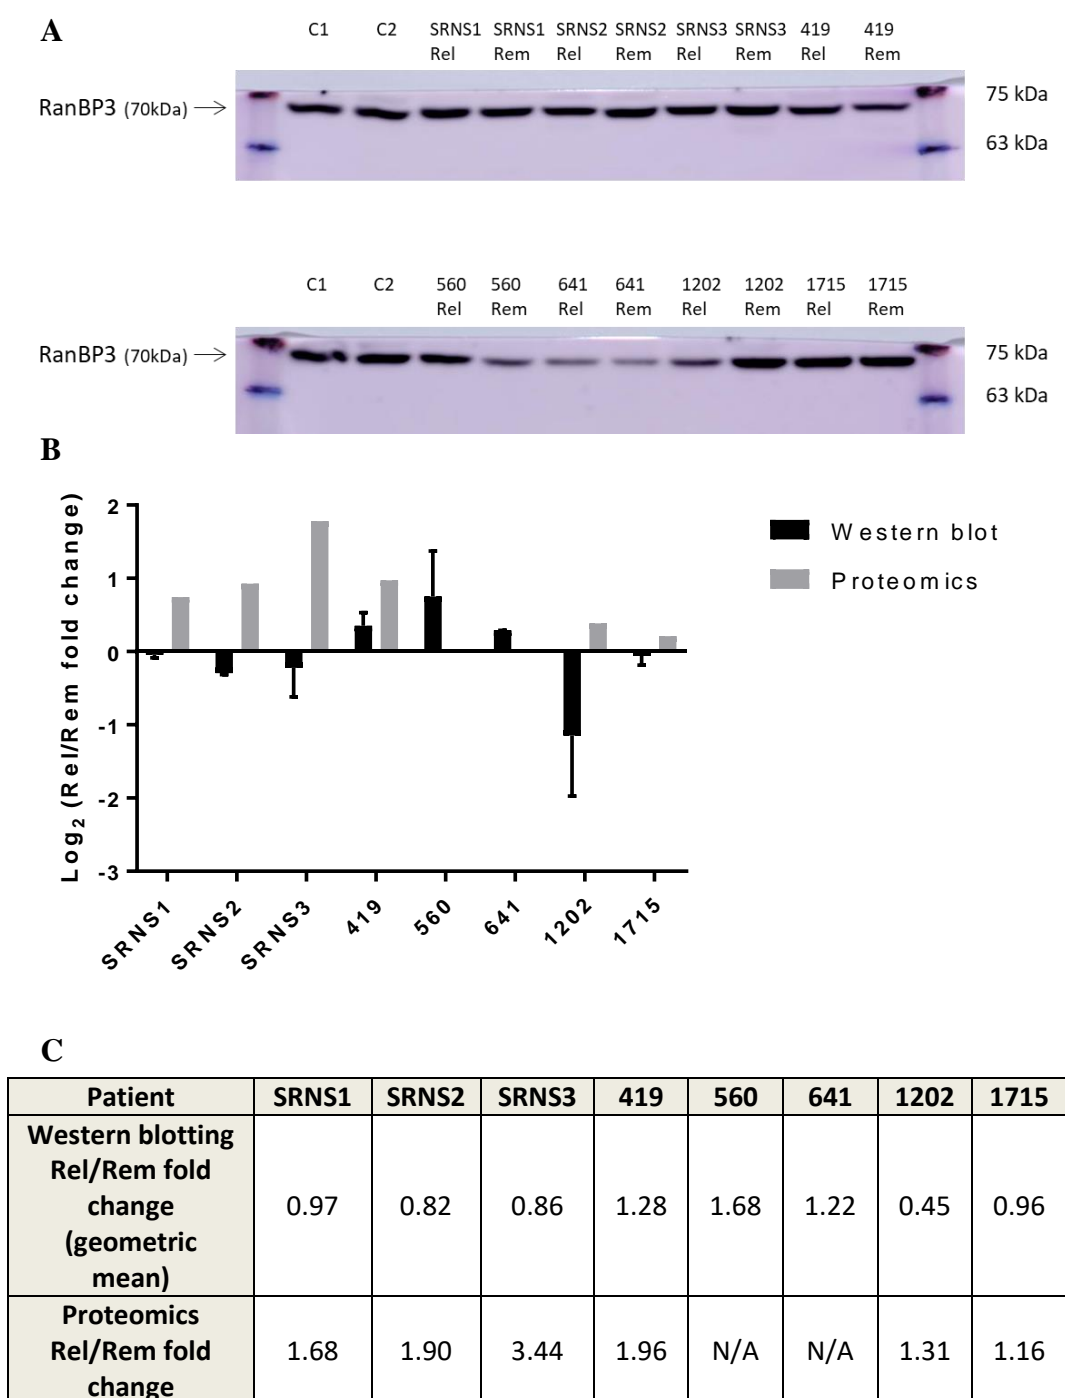 A
C1 C2 SRNS1 SRNS1 SRNS2 SRNS2 SRNS3 SRNS3 419 419
Rel Rem Rel Rem Rel Rem Rel Rem
RanBP3 (70kDa)
75 kDa
63 kDa
C1 C2 560 560 641 641 1202 1202 1715 1715
Rel Rem Rel Rem Rel Rem Rel Rem
RanBP3 (70kDa)
75 kDa
63 kDa
B
Log2 (Rel/Rem fold change)
2
1
0
-1
-2
-3
SRNS1 SRNS2 SRNS3 419 560 641 1202 1715
Western blot
Proteomics
C
Patient SRNS1 SRNS2 SRNS3 419 560 641 1202 1715
Western blotting
Rel/Rem fold
change
(geometric
mean)
0.97 0.82 0.86 1.28 1.68 1.22 0.45 0.96
Proteomics
Rel/Rem fold
change
1.68 1.90 3.44 1.96 N/A N/A 1.31 1.16